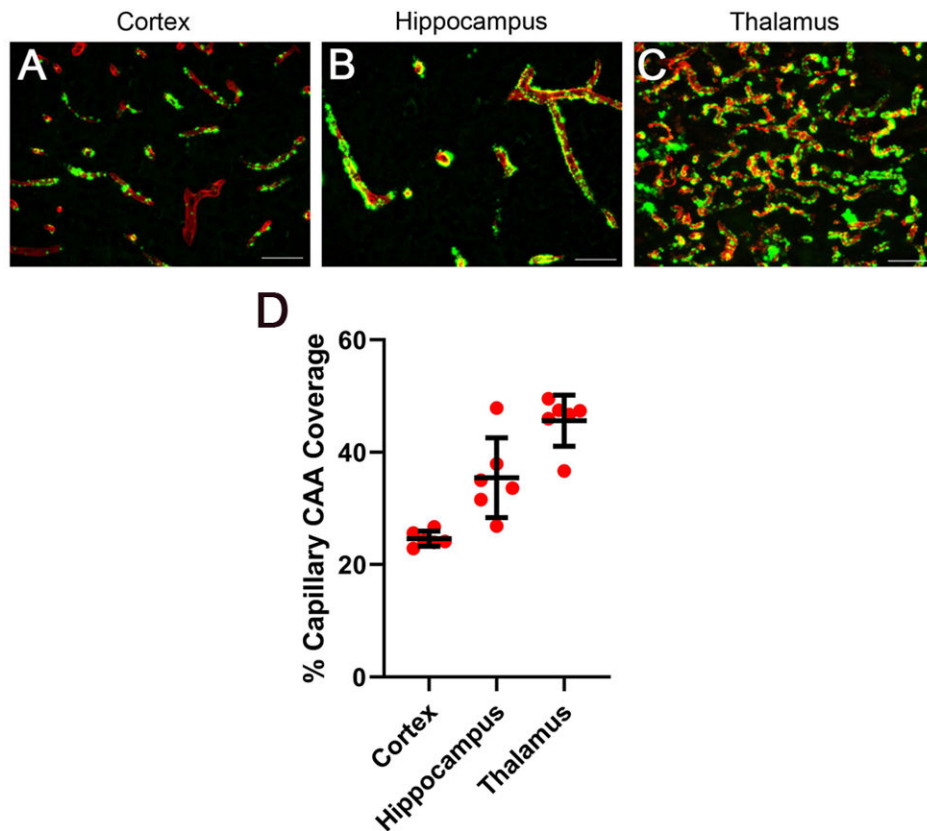 Cortex
Hippocampus
Thalamus
A
B
C
D
% Capillary CAA Coverage
60
40
20
0
Cortex
Hippocampus
Thalamus